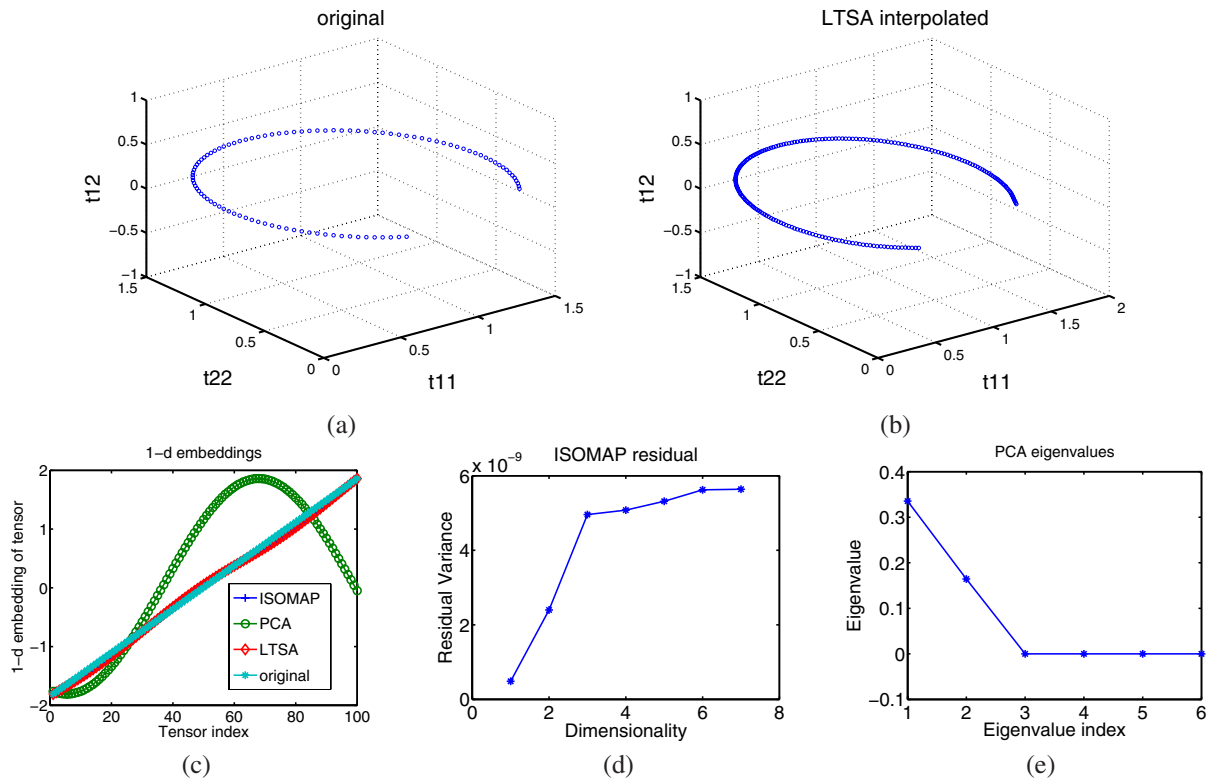 original
1
0.5
0
−0.5
−1
t12
1.5
1
0.5
0
t22
0
0.5
1
1.5
t11
(a)
LTSA interpolated
1
0.5
0
−0.5
−1
t12
1.5
1
0.5
0
t22
0
0.5
1
1.5
2
t11
(b)
1−d embeddings
2
1
0
−1
−2
1−d embedding of tensor
ISOMAP
PCA
LTSA
original
0
20
40
60
80
100
Tensor index
(c)
ISOMAP residual
x 10
-9
6
4
2
0
Residual Variance
0
2
4
6
8
Dimensionality
(d)
PCA eigenvalues
0.4
0.3
0.2
0.1
0
−0.1
Eigenvalue
1
2
3
4
5
6
Eigenvalue index
(e)